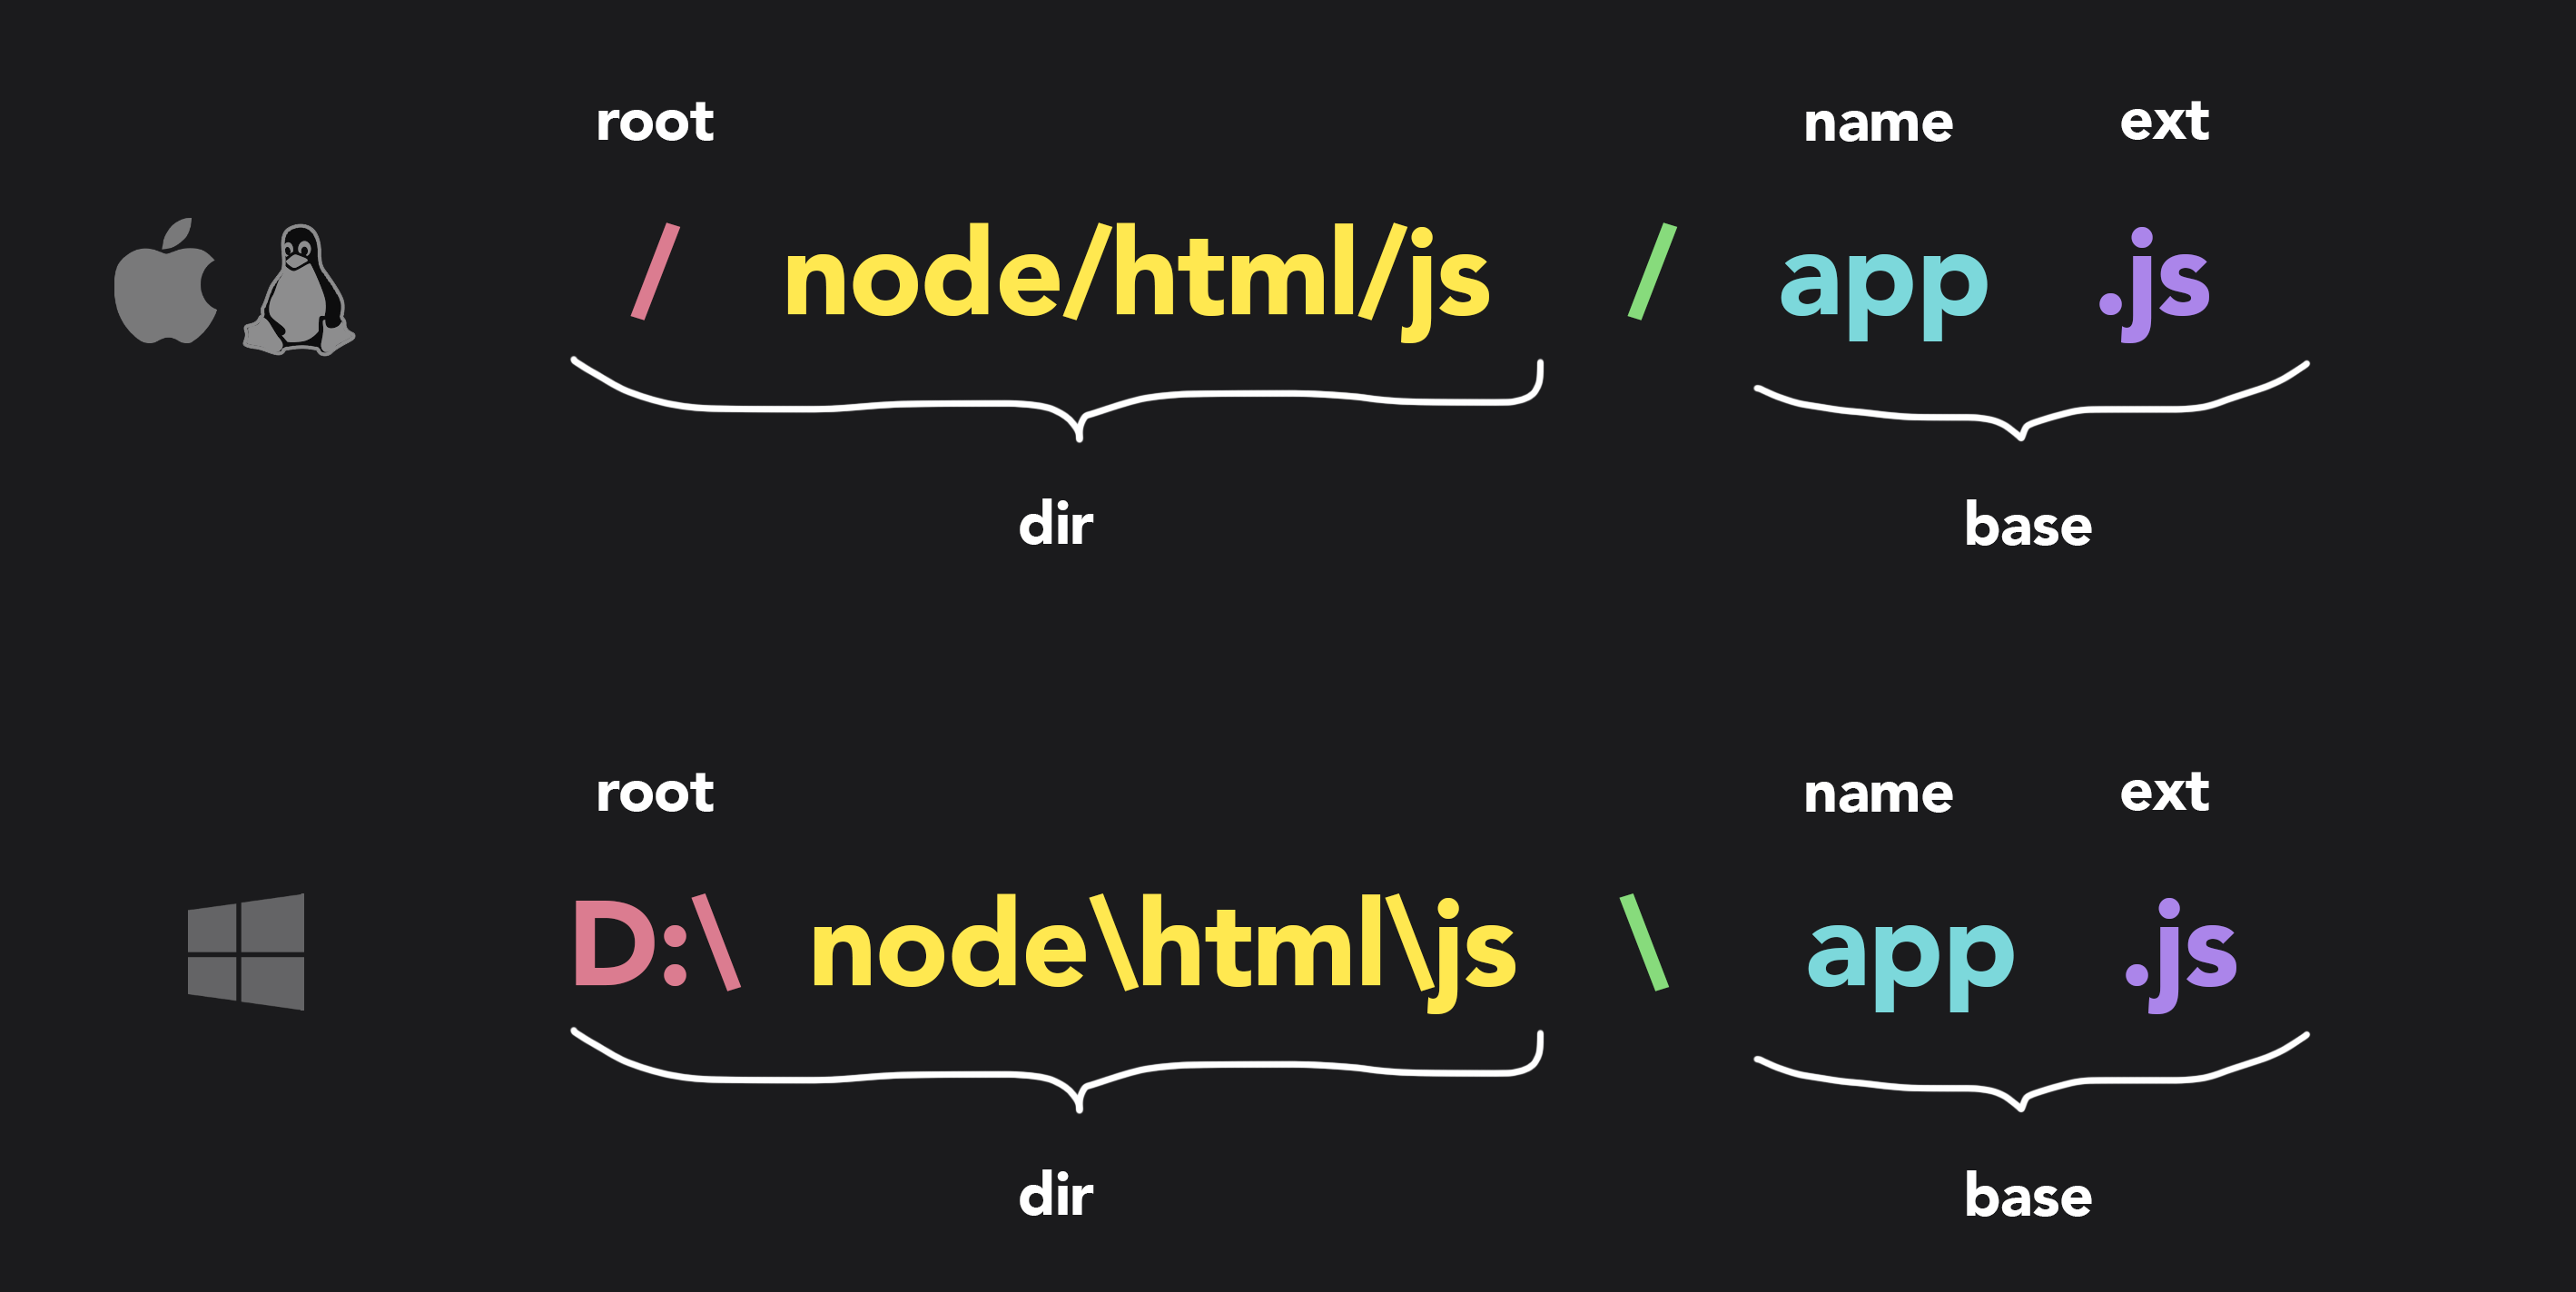 root name ext
/ node/html/js / app .js
dir base
root name ext
D:\ node\html\js \ app .js
dir base